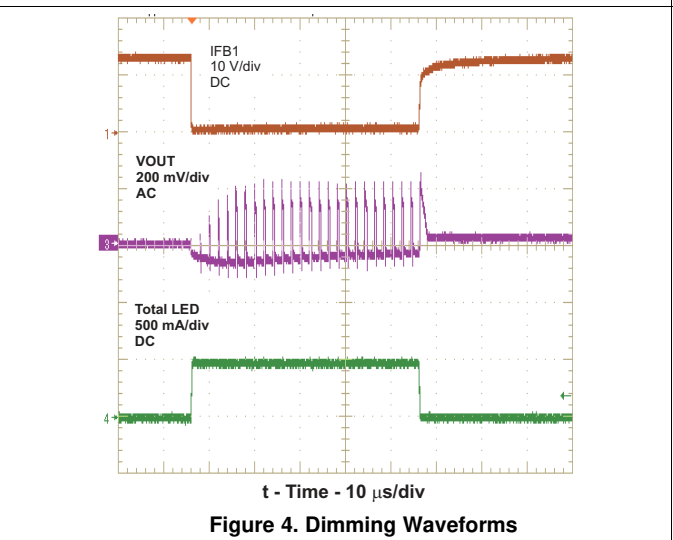 IFB1
10 V/div
DC
1
VOUT
200 mV/div
AC
3
Total LED
500 mA/div
DC
4
t - Time - 10 μs/div
Figure 4. Dimming Waveforms